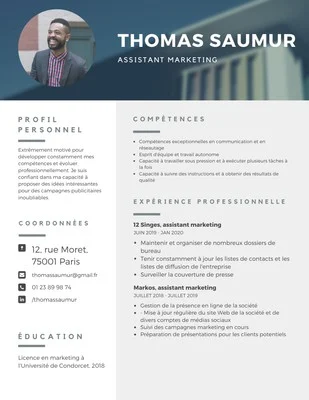 THOMAS SAUMUR
ASSISTANT MARKETING
PROFIL
PERSONNEL
Extrêmement motivé pour
développer constamment mes
compétences et évoluer
professionnellement. Je suis
confiant dans ma capacité à
proposer des idées intéressantes
pour des campagnes publicitaires
inoubliables.
COORDONNÉES
12, rue Moret,
75001 Paris
thomassaumur@gmail.fr
01 23 89 98 74
/thomassaumur
ÉDUCATION
Licence en marketing à
l'Université de Condorcet, 2018
COMPÉTENCES
Compétences exceptionnelles en communication et en
réseautage
Esprit d'équipe et travail autonome
Capacité à travailler sous pression et à exécuter plusieurs tâches à
la fois
Capacité à suivre des instructions et à obtenir des résultats de
qualité
EXPÉRIENCE PROFESSIONNELLE
12 Singes, assistant marketing
JUIN 2019 - JAN 2020
• Maintenir et organiser de nombreux dossiers de
bureau
• Tenir constamment à jour les listes de contacts et les
listes de diffusion de l'entreprise
• Surveiller la couverture de presse
Markos, assistant marketing
JUILLET 2018 - JUILLET 2019
• Gestion de la présence en ligne de la société
• - Mise à jour régulière du site Web de la société et de
divers comptes de médias sociaux
• Suivi des campagnes marketing en cours
• Préparation de présentations pour les clients potentiels